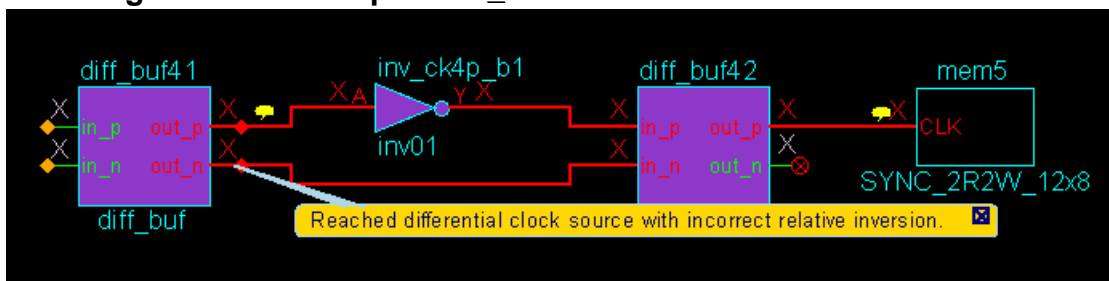 diff_buf41
inv_ck4p_b1
diff_buf42
mem5
X
X
X A
Y X
X
X
X
in_p
out_p
in_p
out_p
CLK
X
X
inv01
X
X
in_n
out_n
in_n
out_n
SYNC_2R2W_12x8
diff_buf
Reached differential clock source with incorrect relative inversion.